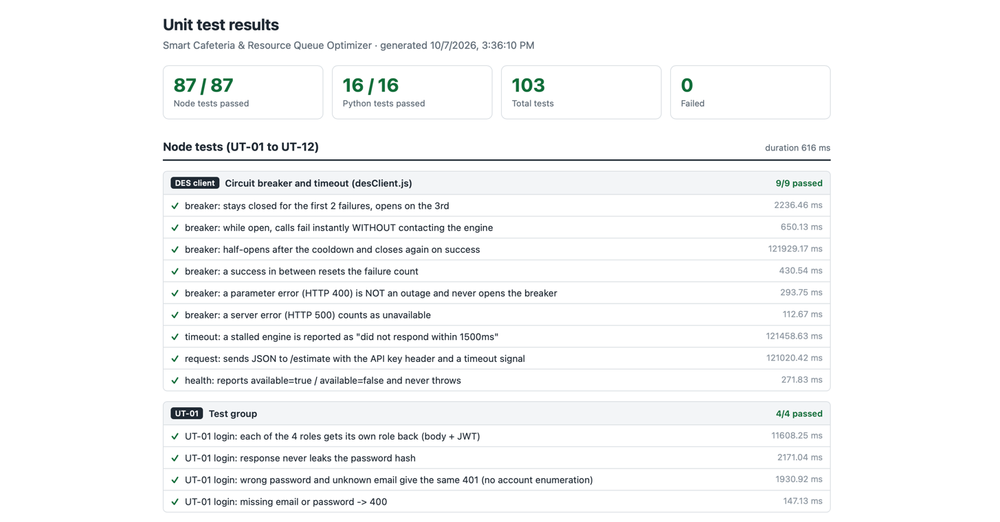 Unit test results
Smart Cafeteria & Resource Queue Optimizer · generated 10/7/2026, 3:36:10 PM
87 / 87
Node tests passed
16 / 16
Python tests passed
103
Total tests
0
Failed
Node tests (UT-01 to UT-12)
duration 616 ms
DES client Circuit breaker and timeout (desClient.js) 9/9 passed
✓ breaker: stays closed for the first 2 failures, opens on the 3rd 2236.46 ms
✓ breaker: while open, calls fail instantly WITHOUT contacting the engine 650.13 ms
✓ breaker: half-opens after the cooldown and closes again on success 121929.17 ms
✓ breaker: a success in between resets the failure count 430.54 ms
✓ breaker: a parameter error (HTTP 400) is NOT an outage and never opens the breaker 293.75 ms
✓ breaker: a server error (HTTP 500) counts as unavailable 112.67 ms
✓ timeout: a stalled engine is reported as "did not respond within 1500ms" 121458.63 ms
✓ request: sends JSON to /estimate with the API key header and a timeout signal 121020.42 ms
✓ health: reports available=true / available=false and never throws 271.83 ms
UT-01 Test group 4/4 passed
✓ UT-01 login: each of the 4 roles gets its own role back (body + JWT) 11608.25 ms
✓ UT-01 login: response never leaks the password hash 2171.04 ms
✓ UT-01 login: wrong password and unknown email give the same 401 (no account enumeration) 1930.92 ms
✓ UT-01 login: missing email or password -> 400 147.13 ms